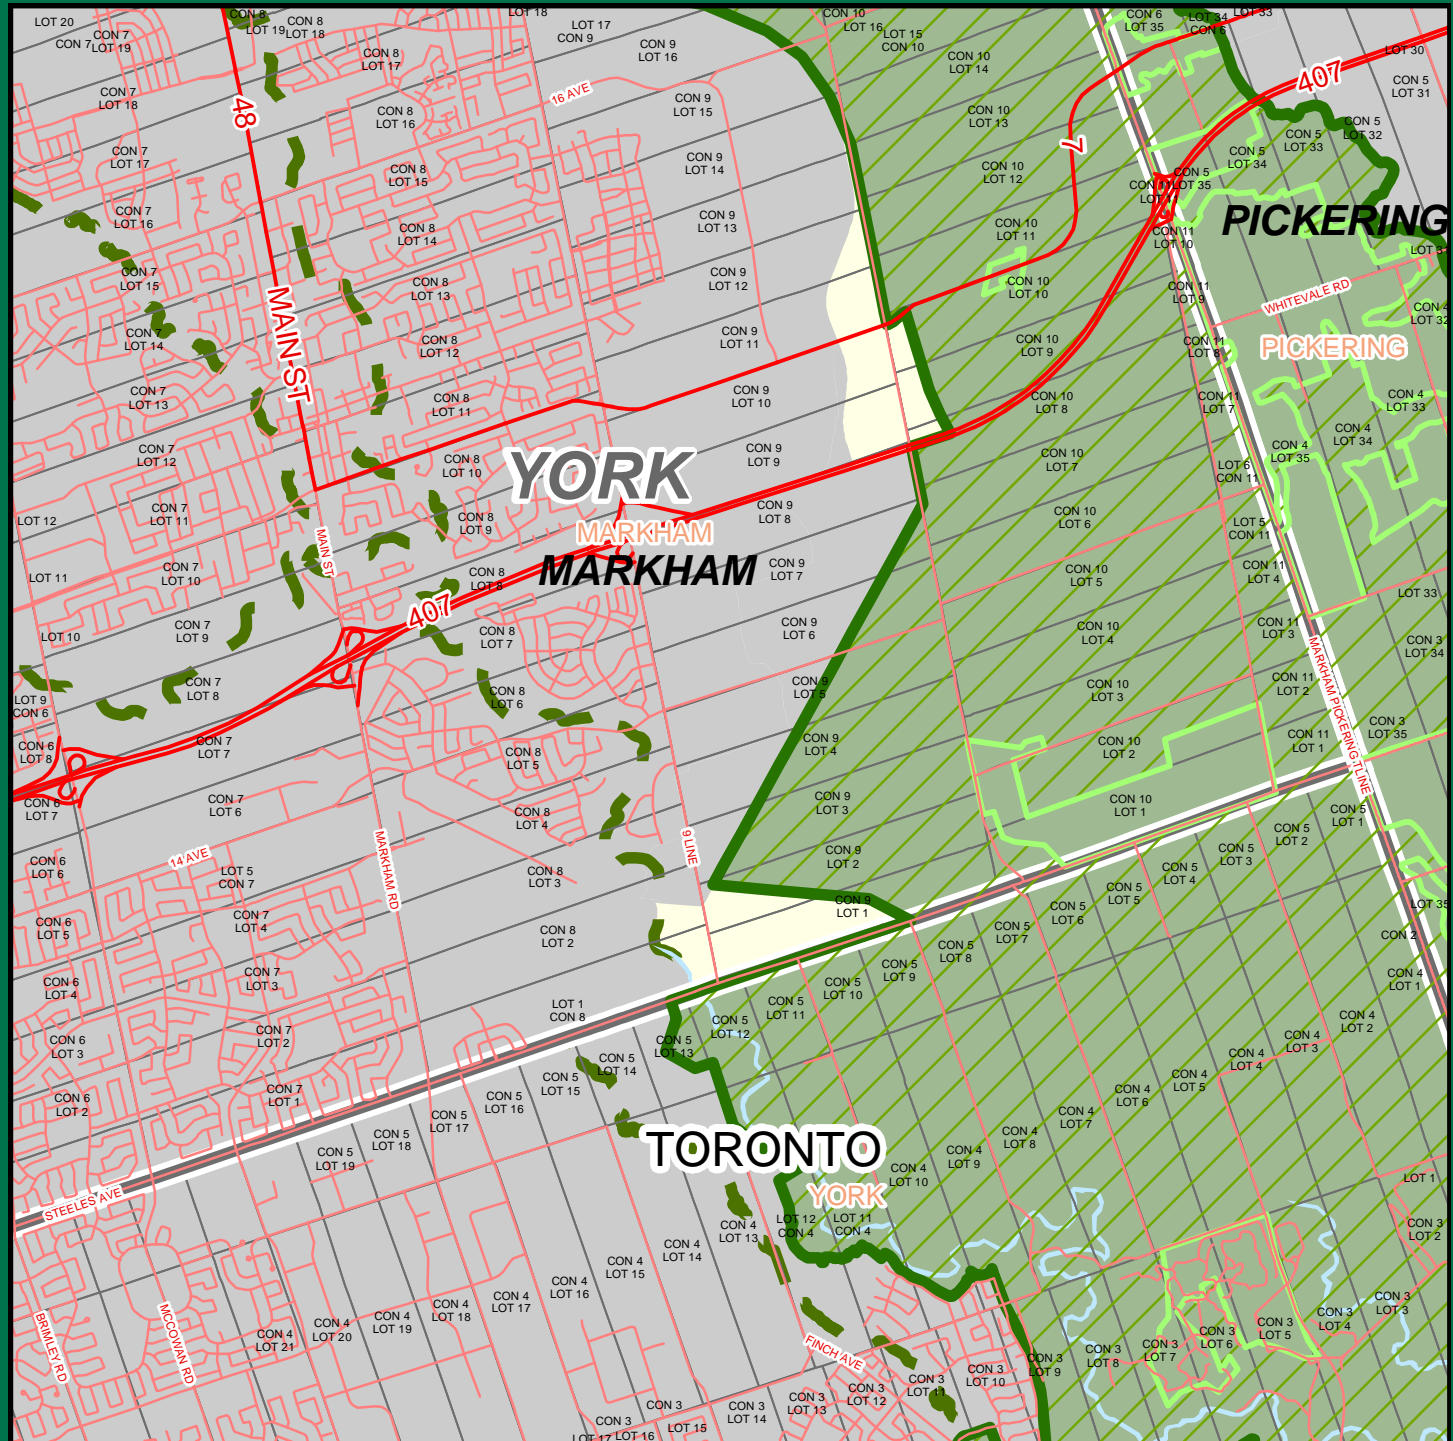 LOT 20
CON 7
CON 7
LOT 19
CON 8
LOT 19
CON 8
LOT 18
LOT 18
LOT 17
CON 9
CON 9
LOT 16
CON 10
LOT 16
LOT 15
CON 10
CON 10
LOT 14
CON 6
LOT 35
LOT 34
CON 6
LOT 33
LOT 30
CON 5
LOT 31
407
CON 8
LOT 17
CON 7
LOT 18
48
CON 8
LOT 16
16 AVE
CON 9
LOT 15
CON 10
LOT 13
7
CON 5
LOT 32
CON 5
LOT 33
CON 5
LOT 34
CON 7
LOT 17
CON 8
LOT 15
CON 9
LOT 14
CON 10
LOT 12
CON 11
CON 5
LOT 35
CON 7
LOT 16
CON 8
LOT 14
CON 9
LOT 13
CON 10
LOT 11
CON 11
LOT 10
PICKERING
CON 7
LOT 15
CON 8
LOT 13
CON 9
LOT 12
CON 10
LOT 10
CON 11
LOT 9
WHITEVALE RD
LOT 32
CON 7
LOT 14
MAIN ST
CON 8
LOT 12
CON 9
LOT 11
CON 10
LOT 9
CON 11
LOT 8
PICKERING
CON 7
LOT 13
CON 8
LOT 11
CON 9
LOT 10
CON 10
LOT 8
CON 11
LOT 7
CON 4
LOT 33
CON 4
LOT 34
CON 4
LOT 35
CON 7
LOT 12
CON 8
LOT 10
YORK
CON 9
LOT 9
CON 10
LOT 7
LOT 6
CON 11
LOT 12
CON 7
LOT 11
CON 8
LOT 9
MARKHAM
CON 9
LOT 8
CON 10
LOT 6
LOT 5
CON 11
LOT 11
CON 7
LOT 10
MAIN ST
CON 8
LOT 8
MARKHAM
CON 9
LOT 7
CON 10
LOT 5
CON 11
LOT 4
LOT 33
407
LOT 10
CON 7
LOT 9
CON 8
LOT 7
CON 9
LOT 6
CON 10
LOT 4
CON 11
LOT 3
CON 3
LOT 34
LOT 9
CON 6
CON 7
LOT 8
CON 8
LOT 6
CON 9
LOT 5
CON 10
LOT 3
CON 11
LOT 2
MARKHAM PICKERING TLINE
CON 6
LOT 8
CON 7
LOT 7
CON 8
LOT 5
CON 9
LOT 4
CON 10
LOT 2
CON 11
LOT 1
CON 3
LOT 35
CON 6
LOT 7
CON 7
LOT 6
CON 8
LOT 4
CON 9
LOT 3
CON 10
LOT 1
CON 5
LOT 1
CON 5
LOT 2
CON 5
LOT 3
CON 6
LOT 6
14 AVE
LOT 5
CON 7
MARKHAM RD
CON 8
LOT 3
9 LINE
CON 9
LOT 2
CON 5
LOT 4
CON 5
LOT 5
CON 6
LOT 5
CON 7
LOT 4
CON 8
LOT 2
CON 9
LOT 1
CON 5
LOT 6
CON 5
LOT 7
CON 5
LOT 8
LOT 35
CON 2
CON 6
LOT 4
CON 7
LOT 3
LOT 1
CON 8
CON 5
LOT 9
CON 5
LOT 10
CON 5
LOT 11
CON 5
LOT 12
CON 5
LOT 13
CON 4
LOT 1
CON 4
LOT 2
CON 4
LOT 3
CON 4
LOT 4
CON 6
LOT 3
CON 7
LOT 2
CON 5
LOT 14
CON 5
LOT 15
CON 5
LOT 16
CON 4
LOT 5
CON 4
LOT 6
CON 4
LOT 7
CON 6
LOT 2
CON 7
LOT 1
CON 5
LOT 17
CON 5
LOT 18
CON 5
LOT 19
TORONTO
CON 4
LOT 8
CON 4
LOT 9
CON 4
LOT 10
YORK
STEELES AVE
LOT 1
CON 3
LOT 2
LOT 11
CON 4
LOT 12
CON 4
CON 4
LOT 13
CON 4
LOT 14
CON 4
LOT 15
CON 4
LOT 16
CON 4
LOT 17
CON 4
LOT 18
CON 4
LOT 19
CON 4
LOT 20
CON 4
LOT 21
BRIMLEY RD
MCCOWAN RD
FINCH AVE
CON 3
LOT 3
CON 3
LOT 4
CON 3
LOT 5
CON 3
LOT 6
CON 3
LOT 7
CON 3
LOT 8
CON 3
LOT 9
CON 3
LOT 10
CON 3
LOT 11
CON 3
LOT 12
CON 3
LOT 13
CON 3
LOT 14
CON 3
LOT 15
CON 3
LOT 16
LOT 17